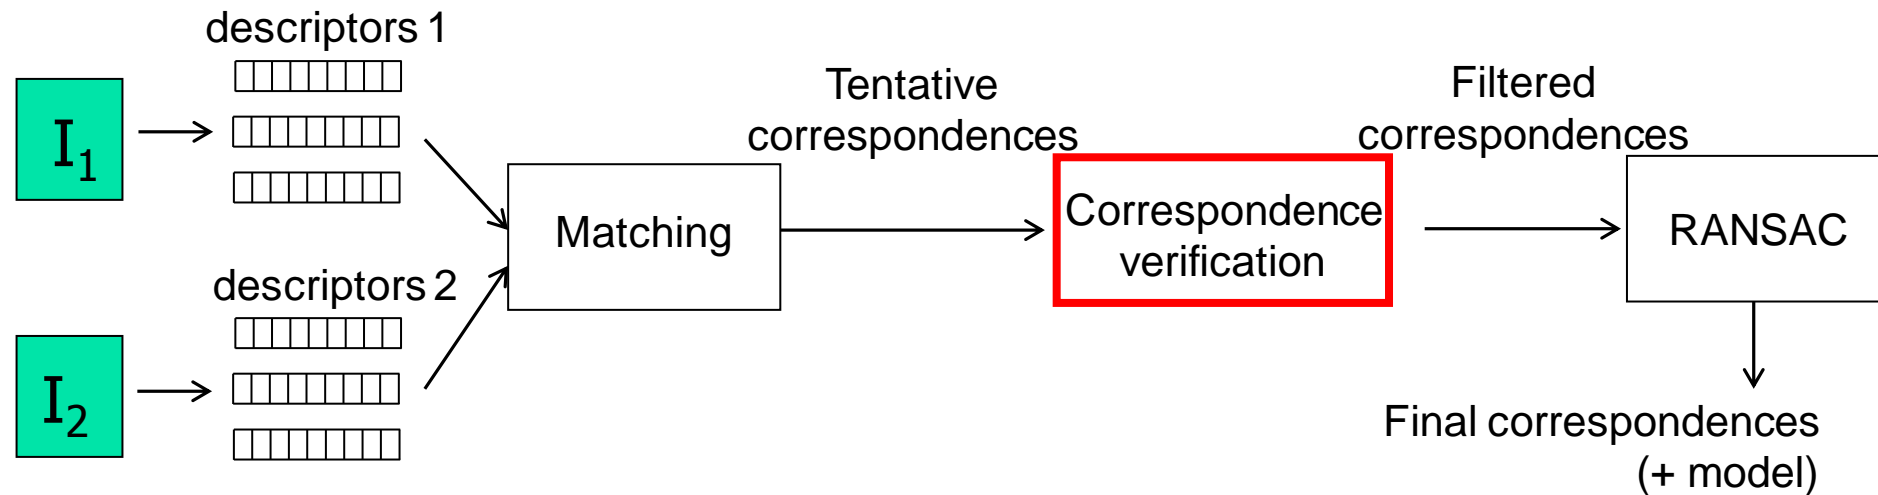 descriptors 1
I1
descriptors 2
I2
Matching
Tentative
correspondences
Correspondence
verification
Filtered
correspondences
RANSAC
Final correspondences
(+ model)